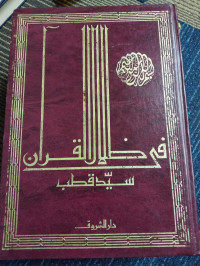 في ظلال القرآن
سيد قطب
دار الشروق